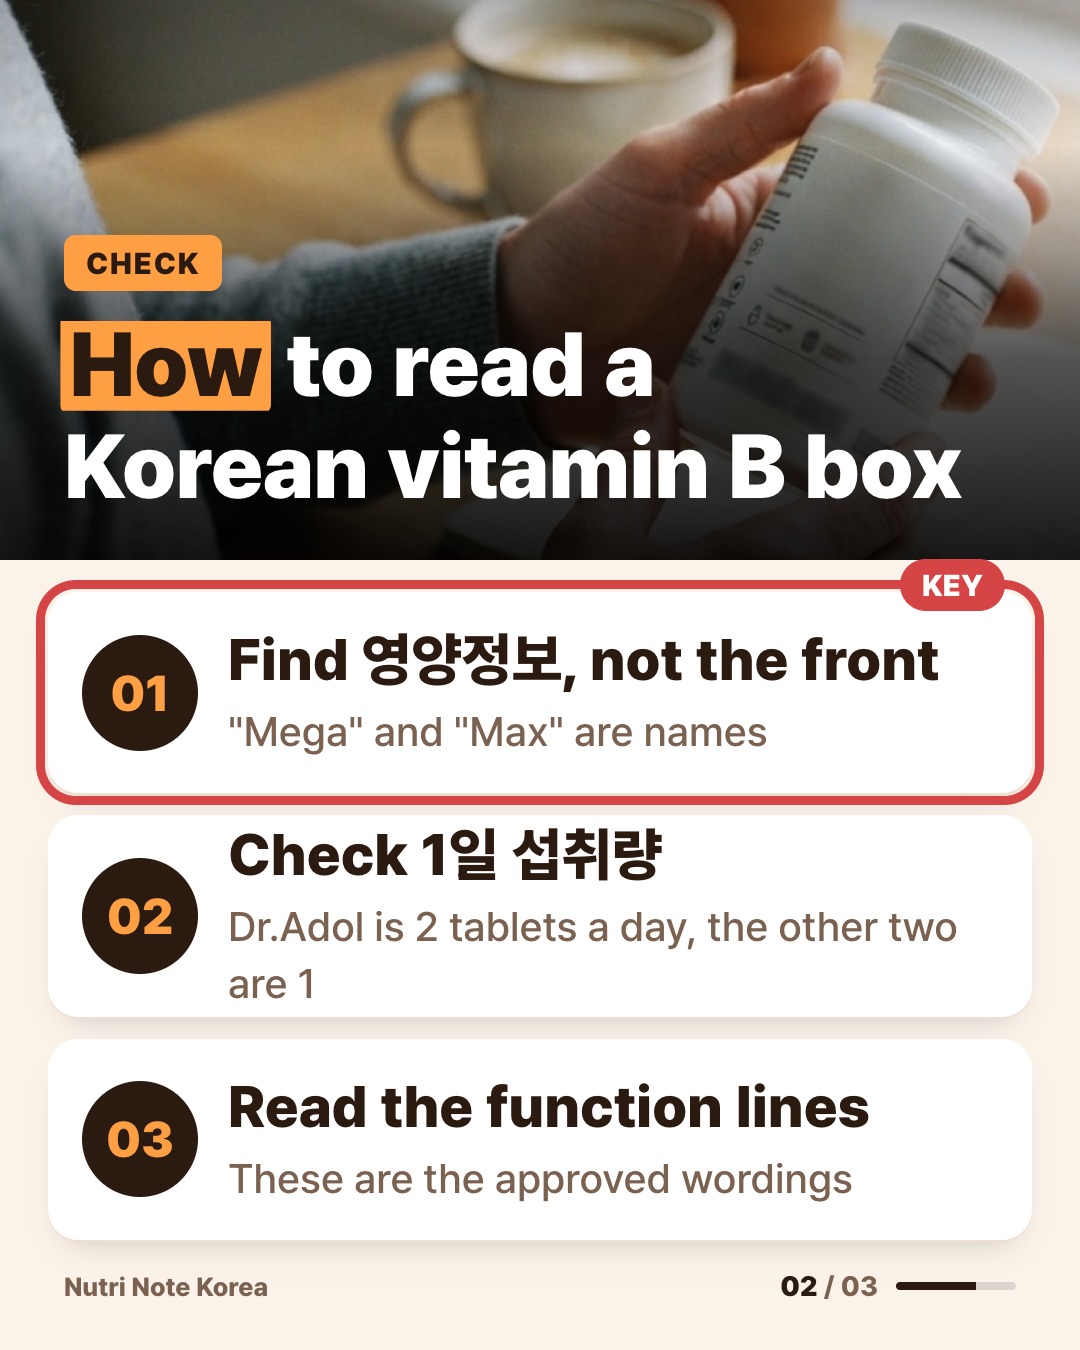 CHECK
How to read a
Korean vitamin B box
KEY
01
Find 영양정보, not the front
"Mega" and "Max" are names
02
Check 1일 섭취량
Dr.Adol is 2 tablets a day, the other two
are 1
03
Read the function lines
These are the approved wordings
Nutri Note Korea
02 / 03